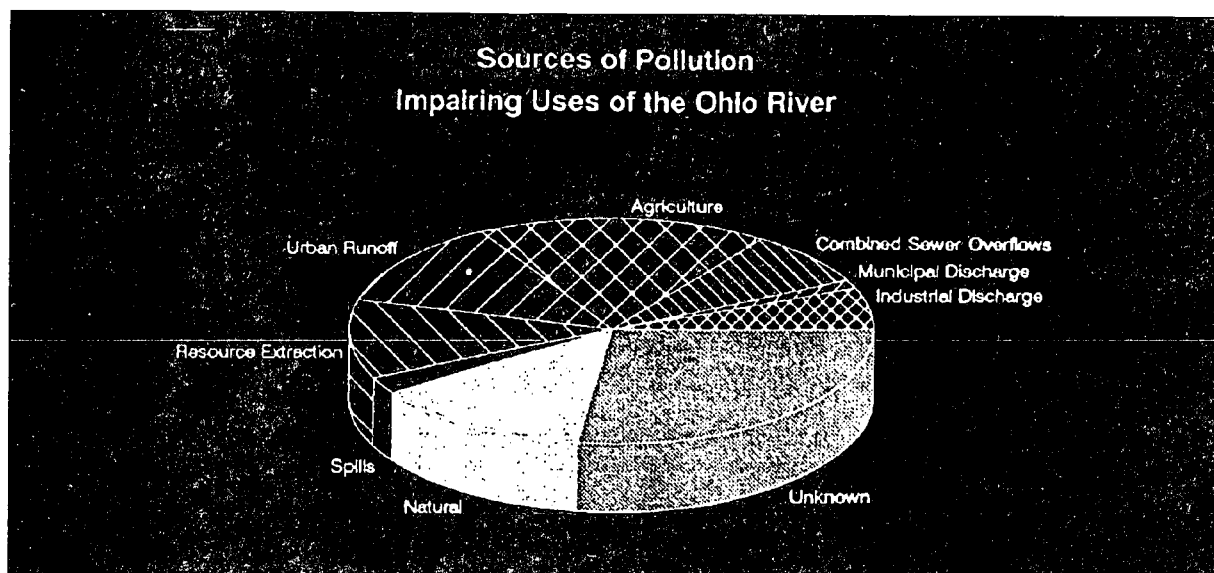 Sources of Pollution
Impairing Uses of the Ohio River
Agriculture
Urban Runoff
Combined Sewer Overflows
Municipal Discharge
Industrial Discharge
Resource Extraction
Spills
Natural
Unknown